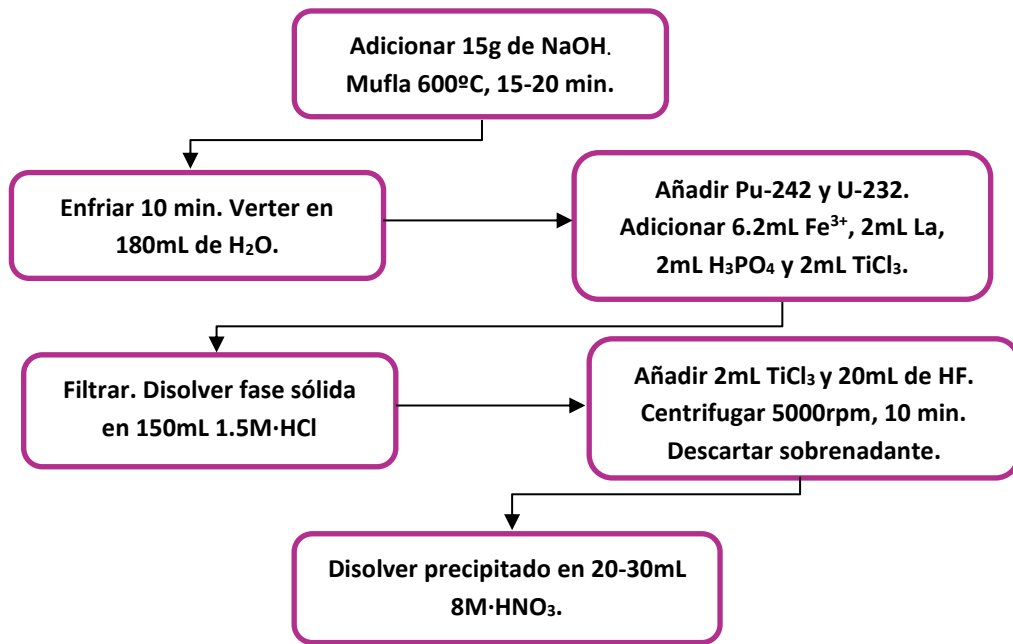 Adicionar 15g de NaOH.
Mufla 600ºC, 15-20 min.
Enfriar 10 min. Verter en
180mL de H₂O.
Añadir Pu-242 y U-232.
Adicionar 6.2mL Fe³⁺, 2mL La,
2mL H₃PO₄ y 2mL TiCl₃.
Filtrar. Disolver fase sólida
en 150mL 1.5M·HCl
Añadir 2mL TiCl₃ y 20mL de HF.
Centrifugar 5000rpm, 10 min.
Descartar sobrenadante.
Disolver precipitado en 20-30mL
8M·HNO₃.